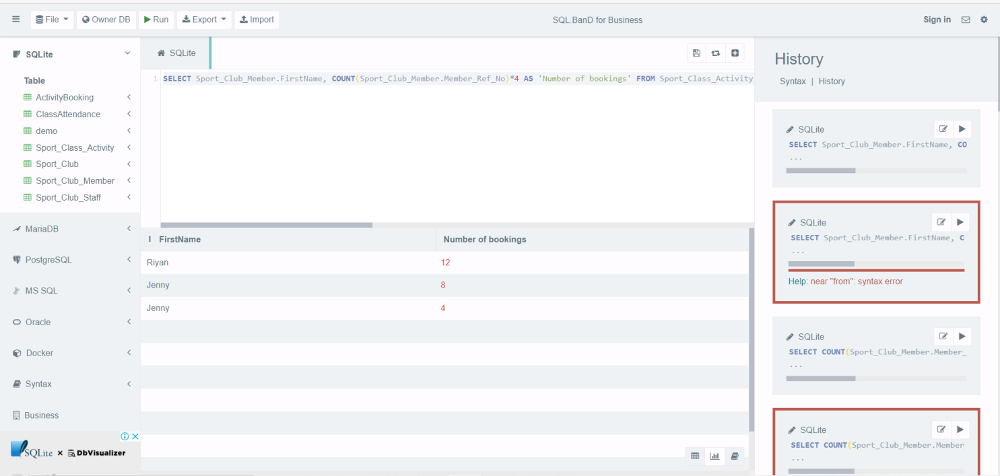 File Owner DB Run Export Import SQL.BanD for Business Sign in
SQLite
Table
ActivityBooking
ClassAttendance
demo
Sport_Class_Activity
Sport_Club
Sport_Club_Member
Sport_Club_Staff
MariaDB
PostgreSQL
MS SQL
Oracle
Docker
Syntax
Business
SQLite x DbVisualizer
SQLite
1 SELECT Sport_Club_Member.FirstName, COUNT(Sport_Club_Member.Member_Ref_No)*4 AS 'Number of bookings' FROM Sport_Class_Activity
FirstName Number of bookings
Riyan 12
Jenny 8
Jenny 4
History
Syntax | History
SQLite
SELECT Sport_Club_Member.FirstName, CO
...
SQLite
SELECT Sport_Club_Member.FirstName, C
...
Help: near "from": syntax error
SQLite
SELECT COUNT(Sport_Club_Member.Member_
...
SQLite
SELECT COUNT(Sport_Club_Member.Member
...